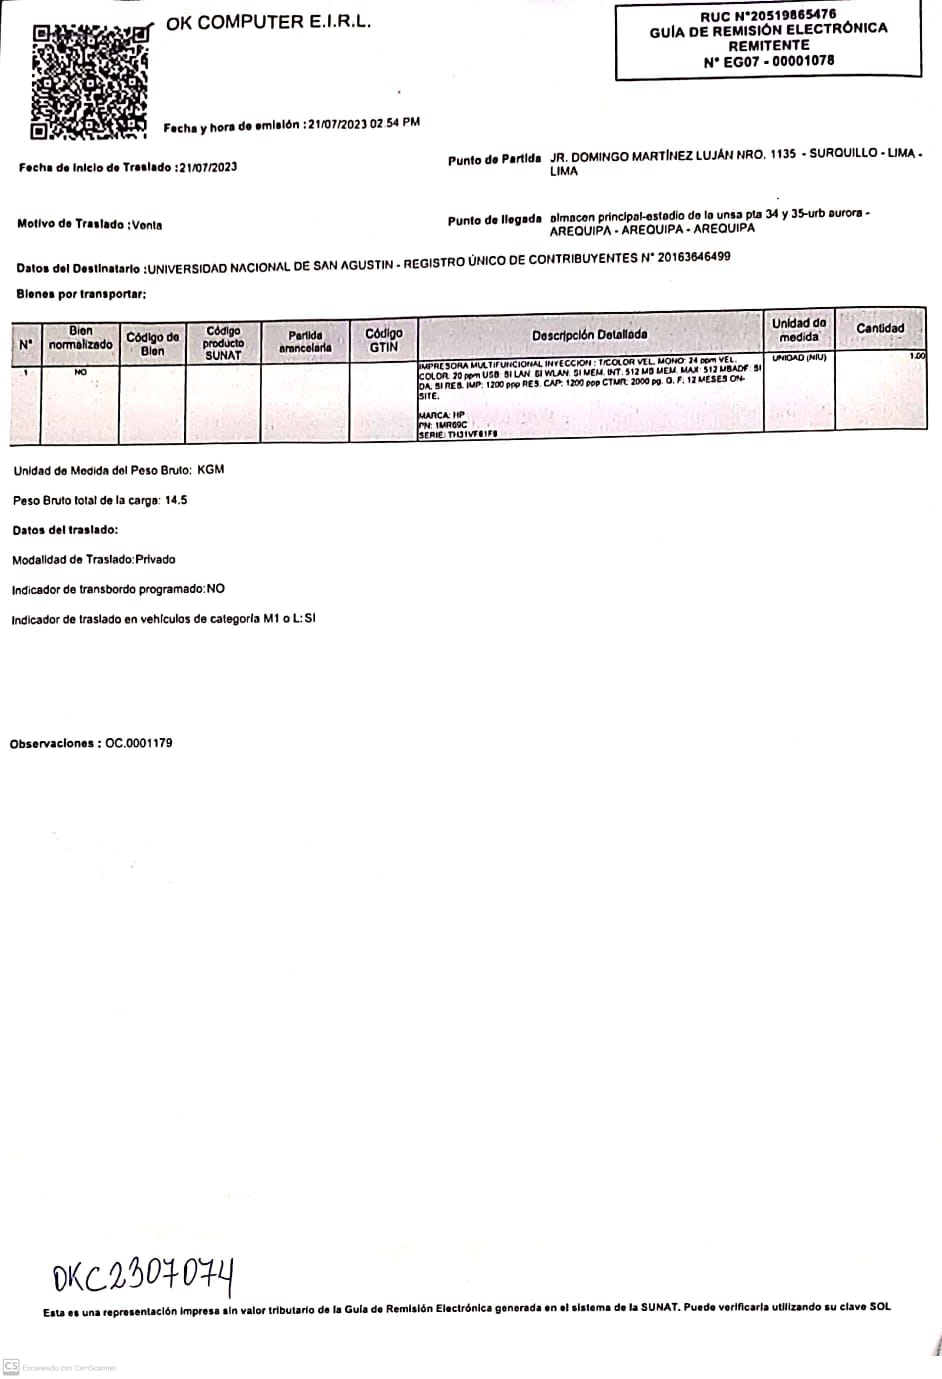 OK COMPUTER E.I.R.L.
RUC N°20519865476
GUÍA DE REMISIÓN ELECTRÓNICA
REMITENTE
N° EG07 - 00001078
Fecha y hora de emisión :21/07/2023 02:54 PM
Fecha de Inicio de Traslado :21/07/2023
Punto de Partida JR. DOMINGO MARTÍNEZ LUJÁN NRO. 1135 - SURQUILLO - LIMA -
LIMA
Motivo de Traslado :Venta
Punto de llegada almacen principal-estadio de la unsa pta 34 y 35-urb aurora -
AREQUIPA - AREQUIPA - AREQUIPA
Datos del Destinatario :UNIVERSIDAD NACIONAL DE SAN AGUSTIN - REGISTRO ÚNICO DE CONTRIBUYENTES N° 20163646499
Bienes por transportar:
N° Bien normalizado Código de Bien Código producto SUNAT Partida arancelaria Código GTIN Descripción Detallada Unidad de medida Cantidad
1 NO IMPRESORA MULTIFUNCIONAL INYECCION : T/COLOR VEL. MONO: 24 ppm VEL. UNIDAD (NIU) 1.00
COLOR. 20 ppm USB: SI LAN: SI WLAN: SI MEM. INT: 512 MB MEM. MAX: 512 MBADF: SI
DA. SI RES. IMP: 1200 ppp RES. CAP: 1200 ppp CTMR: 2000 pg. G. F: 12 MESES ON-
SITE.
MARCA: HP
PN: 1MR69C
SERIE: TH31VF81F8
Unidad de Medida del Peso Bruto: KGM
Peso Bruto total de la carga: 14.5
Datos del traslado:
Modalidad de Traslado:Privado
Indicador de transbordo programado:NO
Indicador de traslado en vehículos de categoría M1 o L:SI
Observaciones : OC.0001179
OKC2307074
Esta es una representación impresa sin valor tributario de la Guía de Remisión Electrónica generada en el sistema de la SUNAT. Puede verificarla utilizando su clave SOL
CS Escaneado con CamScanner